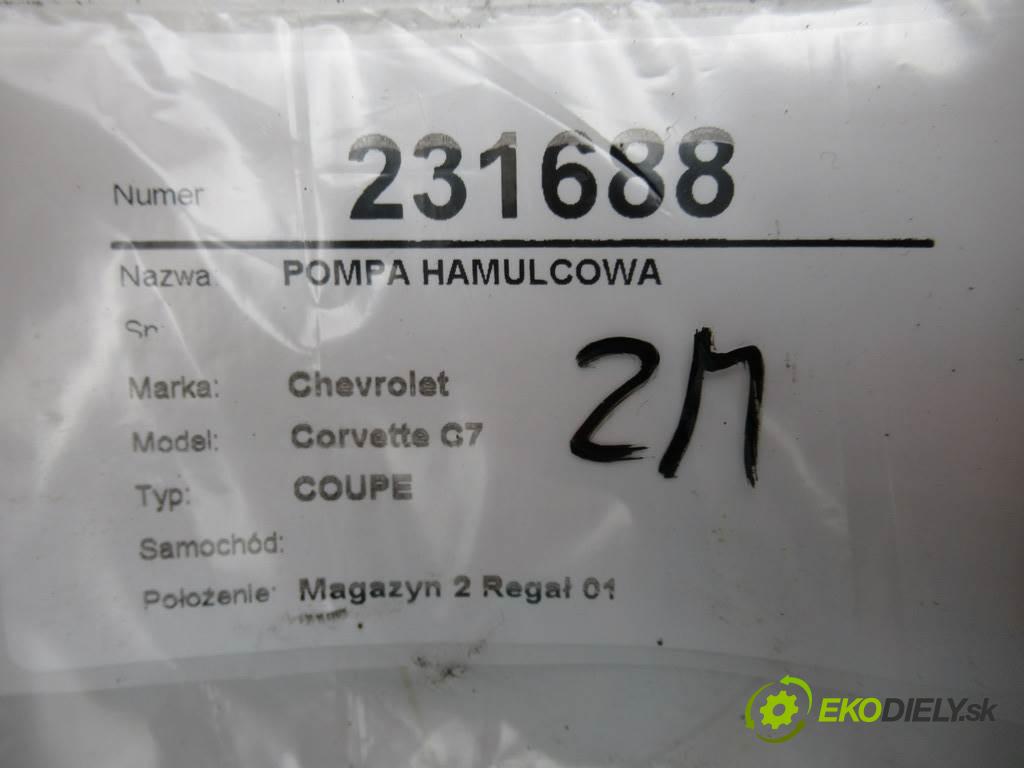 Numer 231688
Nazwa: POMPA HAMULCOWA
Marka: Chevrolet
Model: Corvette C7
Typ: COUPE
Samochód:
Położenie: Magazyn 2 Regał 01
2M
EKODIELY.sk